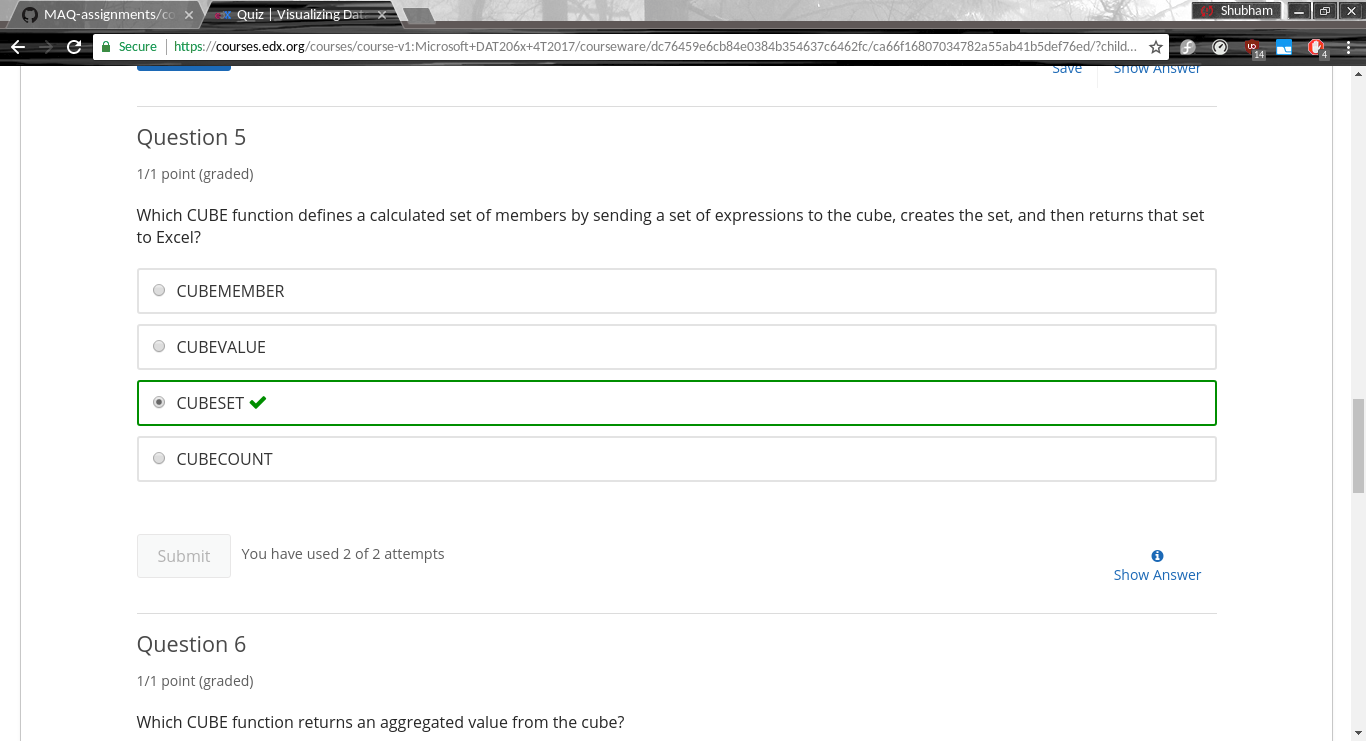 MAQ-assignments/co
Quiz | Visualizing Dat
Shubham
Secure
https://courses.edx.org/courses/course-v1:Microsoft+DAT206x+4T2017/courseware/dc76459e6cb84e0384b354637c6462fc/ca66f16807034782a55ab41b5def76ed/?child...
14
4
Save
Show Answer
Question 5
1/1 point (graded)
Which CUBE function defines a calculated set of members by sending a set of expressions to the cube, creates the set, and then returns that set
to Excel?
CUBEMEMBER
CUBEVALUE
CUBESET
CUBECOUNT
Submit
You have used 2 of 2 attempts
Show Answer
Question 6
1/1 point (graded)
Which CUBE function returns an aggregated value from the cube?